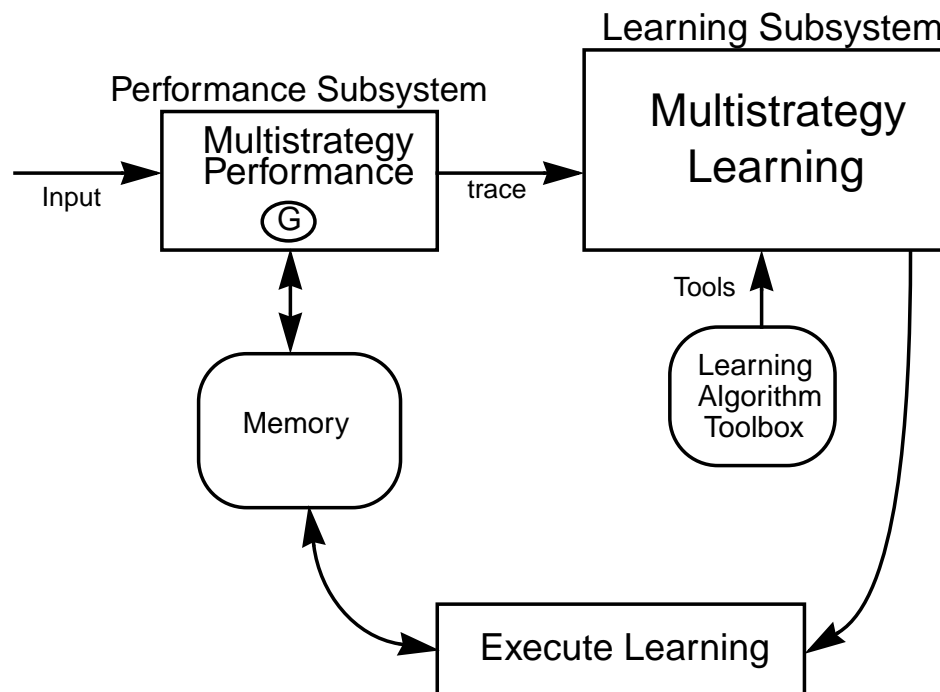 Learning Subsystem
Performance Subsystem
Multistrategy
Performance
G
Input
trace
Multistrategy
Learning
Tools
Learning
Algorithm
Toolbox
Memory
Execute Learning